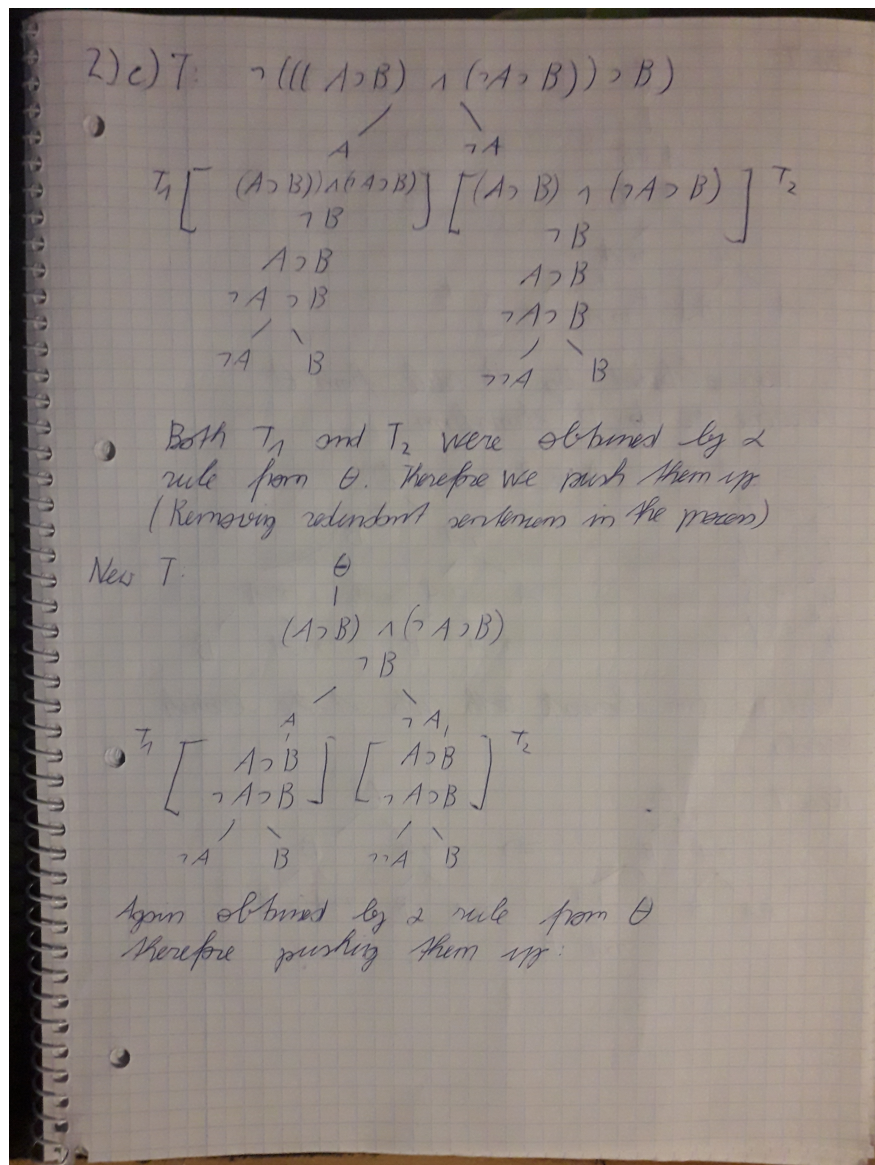 2) c) T: ¬(((A⊃B) ∧ (¬A⊃B))⊃B)
A ¬A
T₁ [ (A⊃B))∧(¬A⊃B) ] [ (A⊃B) ∧ (¬A⊃B) ] T₂
¬B ¬B
A⊃B A⊃B
¬A⊃B ¬A⊃B
¬A B ¬¬A B
Both T₁ and T₂ were obtained by α
rule from θ. Therefore we push them up
(Removing redundant sentences in the process)
New T. θ
(A⊃B) ∧ (¬A⊃B)
¬B
A ¬A
T₁ [ A⊃B ] [ A⊃B ] T₂
¬A⊃B ¬A⊃B
¬A B ¬¬A B
Again obtained by α rule from θ
therefore pushing them up: